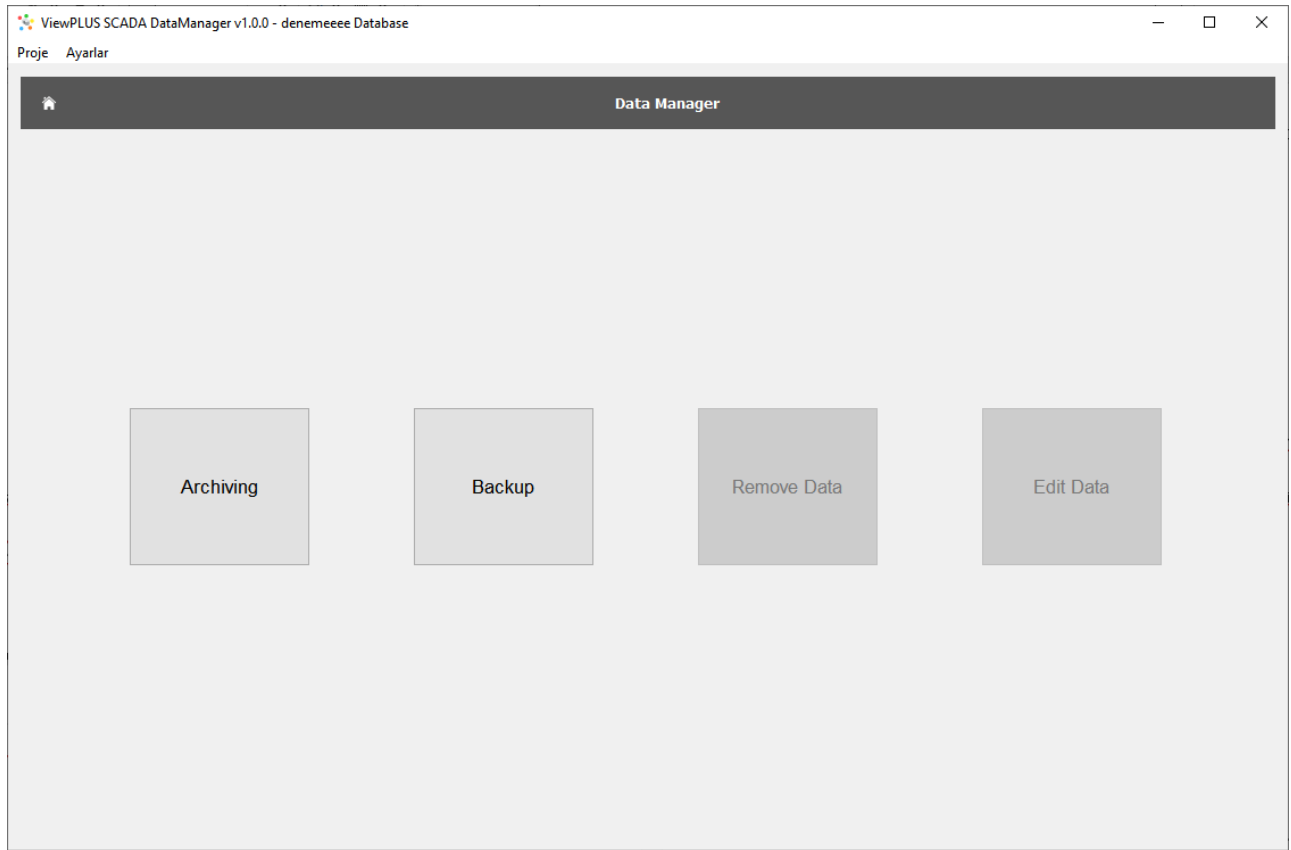 ViewPLUS SCADA DataManager v1.0.0 - denemeeee Database
Proje Ayarlar
Data Manager
Archiving Backup Remove Data Edit Data